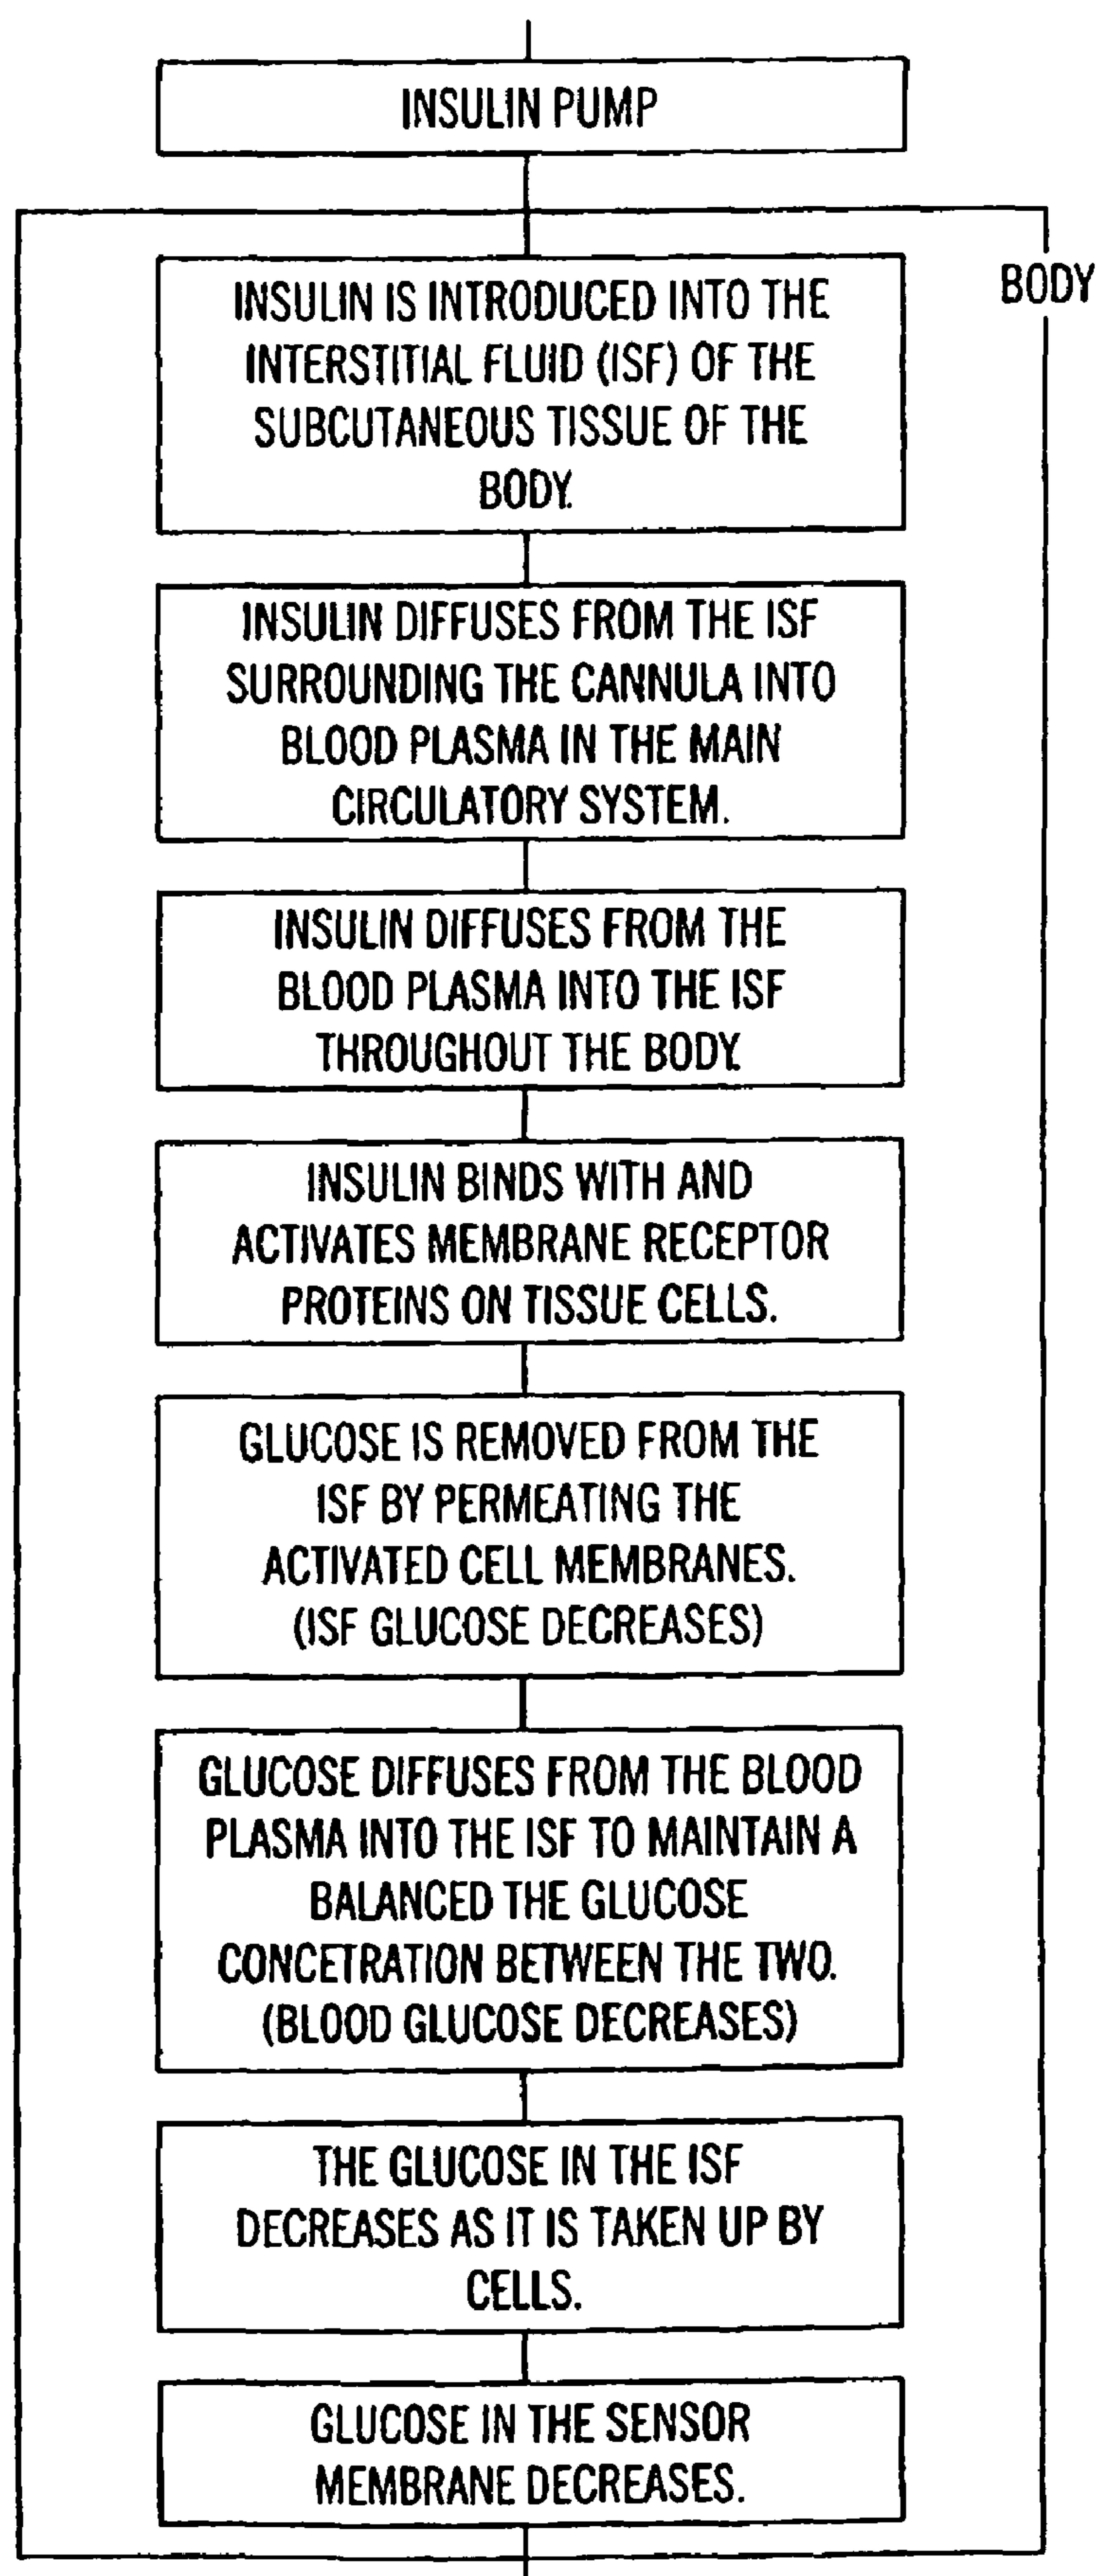 INSULIN PUMP
BODY
INSULIN IS INTRODUCED INTO THE
INTERSTITIAL FLUID (ISF) OF THE
SUBCUTANEOUS TISSUE OF THE
BODY.
INSULIN DIFFUSES FROM THE ISF
SURROUNDING THE CANNULA INTO
BLOOD PLASMA IN THE MAIN
CIRCULATORY SYSTEM.
INSULIN DIFFUSES FROM THE
BLOOD PLASMA INTO THE ISF
THROUGHOUT THE BODY.
INSULIN BINDS WITH AND
ACTIVATES MEMBRANE RECEPTOR
PROTEINS ON TISSUE CELLS.
GLUCOSE IS REMOVED FROM THE
ISF BY PERMEATING THE
ACTIVATED CELL MEMBRANES.
(ISF GLUCOSE DECREASES)
GLUCOSE DIFFUSES FROM THE BLOOD
PLASMA INTO THE ISF TO MAINTAIN A
BALANCED THE GLUCOSE
CONCETRATION BETWEEN THE TWO.
(BLOOD GLUCOSE DECREASES)
THE GLUCOSE IN THE ISF
DECREASES AS IT IS TAKEN UP BY
CELLS.
GLUCOSE IN THE SENSOR
MEMBRANE DECREASES.